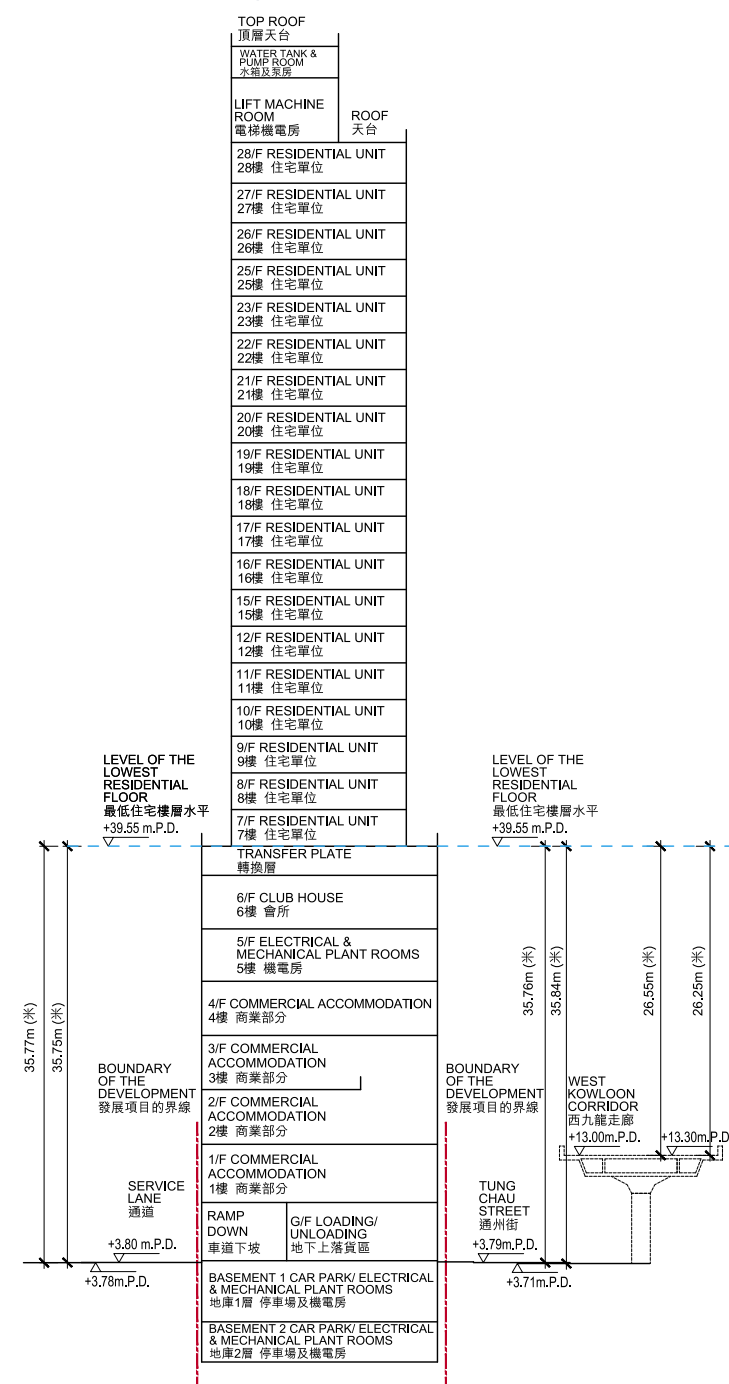 TOP ROOF
頂層天台
WATER TANK &
PUMP ROOM
水箱及泵房
LIFT MACHINE
ROOM
電梯機電房
ROOF
天台
28/F RESIDENTIAL UNIT
28樓 住宅單位
27/F RESIDENTIAL UNIT
27樓 住宅單位
26/F RESIDENTIAL UNIT
26樓 住宅單位
25/F RESIDENTIAL UNIT
25樓 住宅單位
23/F RESIDENTIAL UNIT
23樓 住宅單位
22/F RESIDENTIAL UNIT
22樓 住宅單位
21/F RESIDENTIAL UNIT
21樓 住宅單位
20/F RESIDENTIAL UNIT
20樓 住宅單位
19/F RESIDENTIAL UNIT
19樓 住宅單位
18/F RESIDENTIAL UNIT
18樓 住宅單位
17/F RESIDENTIAL UNIT
17樓 住宅單位
16/F RESIDENTIAL UNIT
16樓 住宅單位
15/F RESIDENTIAL UNIT
15樓 住宅單位
12/F RESIDENTIAL UNIT
12樓 住宅單位
11/F RESIDENTIAL UNIT
11樓 住宅單位
10/F RESIDENTIAL UNIT
10樓 住宅單位
9/F RESIDENTIAL UNIT
9樓 住宅單位
8/F RESIDENTIAL UNIT
8樓 住宅單位
7/F RESIDENTIAL UNIT
7樓 住宅單位
LEVEL OF THE
LOWEST
RESIDENTIAL
FLOOR
最低住宅樓層水平
+39.55 m.P.D.
LEVEL OF THE
LOWEST
RESIDENTIAL
FLOOR
最低住宅樓層水平
+39.55 m.P.D.
TRANSFER PLATE
轉換層
6/F CLUB HOUSE
6樓 會所
5/F ELECTRICAL &
MECHANICAL PLANT ROOMS
5樓 機電房
4/F COMMERCIAL ACCOMMODATION
4樓 商業部分
3/F COMMERCIAL
ACCOMMODATION
3樓 商業部分
2/F COMMERCIAL
ACCOMMODATION
2樓 商業部分
1/F COMMERCIAL
ACCOMMODATION
1樓 商業部分
RAMP
DOWN
車道下坡
G/F LOADING/
UNLOADING
地下上落貨區
BASEMENT 1 CAR PARK/ ELECTRICAL
& MECHANICAL PLANT ROOMS
地庫1層 停車場及機電房
BASEMENT 2 CAR PARK/ ELECTRICAL
& MECHANICAL PLANT ROOMS
地庫2層 停車場及機電房
35.77m (米)
35.75m (米)
BOUNDARY
OF THE
DEVELOPMENT
發展項目的界線
SERVICE
LANE
通道
+3.80 m.P.D.
+3.78m.P.D.
BOUNDARY
OF THE
DEVELOPMENT
發展項目的界線
TUNG
CHAU
STREET
通州街
+3.79m.P.D.
+3.71m.P.D.
35.76m (米)
35.84m (米)
26.55m (米)
26.25m (米)
WEST
KOWLOON
CORRIDOR
西九龍走廊
+13.00m.P.D.
+13.30m.P.D